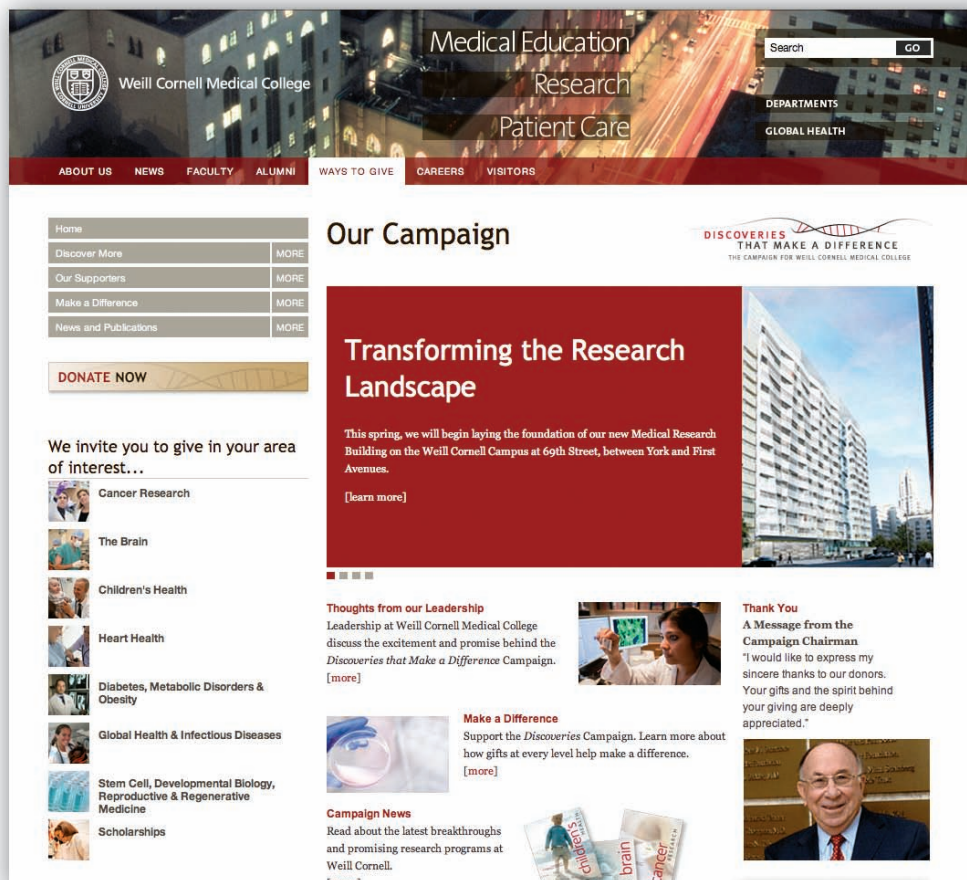 Weill Cornell Medical College
Medical Education
Research
Patient Care
Search
GO
DEPARTMENTS
GLOBAL HEALTH
ABOUT US
NEWS
FACULTY
ALUMNI
WAYS TO GIVE
CAREERS
VISITORS
Home
Discover More MORE
Our Supporters MORE
Make a Difference MORE
News and Publications MORE
DONATE NOW
We invite you to give in your area
of interest...
Cancer Research
The Brain
Children's Health
Heart Health
Diabetes, Metabolic Disorders &
Obesity
Global Health & Infectious Diseases
Stem Cell, Developmental Biology,
Reproductive & Regenerative
Medicine
Scholarships
Our Campaign
DISCOVERIES
THAT MAKE A DIFFERENCE
THE CAMPAIGN FOR WEILL CORNELL MEDICAL COLLEGE
Transforming the Research
Landscape
This spring, we will begin laying the foundation of our new Medical Research
Building on the Weill Cornell Campus at 69th Street, between York and First
Avenues.
[learn more]
Thoughts from our Leadership
Leadership at Weill Cornell Medical College
discuss the excitement and promise behind the
Discoveries that Make a Difference Campaign.
[more]
Make a Difference
Support the Discoveries Campaign. Learn more about
how gifts at every level help make a difference.
[more]
Campaign News
Read about the latest breakthroughs
and promising research programs at
Weill Cornell.
children's
HEALTH
brain
cancer
RESEARCH
Thank You
A Message from the
Campaign Chairman
"I would like to express my
sincere thanks to our donors.
Your gifts and the spirit behind
your giving are deeply
appreciated."